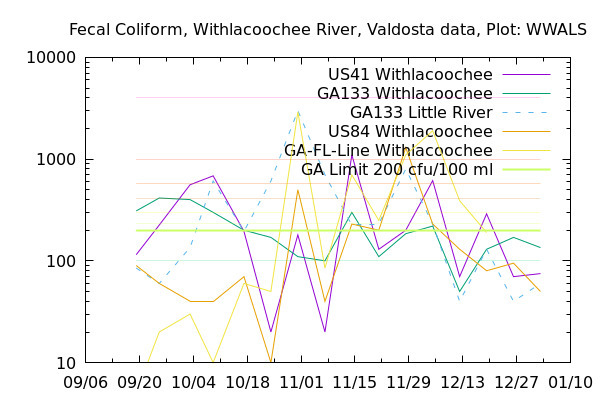 Fecal Coliform, Withlacoochee River, Valdosta data, Plot: WWALS
10000
1000
100
10
US41 Withlacoochee
GA133 Withlacoochee
GA133 Little River
US84 Withlacoochee
GA-FL-Line Withlacoochee
GA Limit 200 cfu/100 ml
09/06 09/20 10/04 10/18 11/01 11/15 11/29 12/13 12/27 01/10